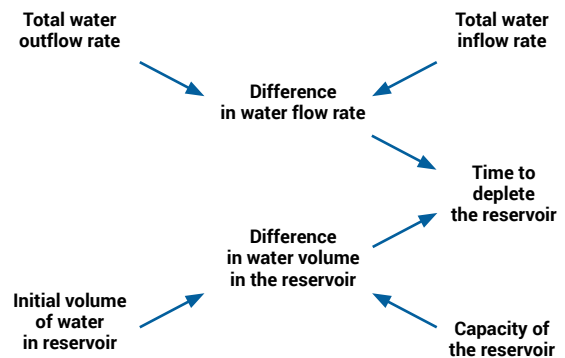 Total water
outflow rate
Total water
inflow rate
Difference
in water flow rate
Time to
deplete
the reservoir
Difference
in water volume
in the reservoir
Initial volume
of water
in reservoir
Capacity of
the reservoir